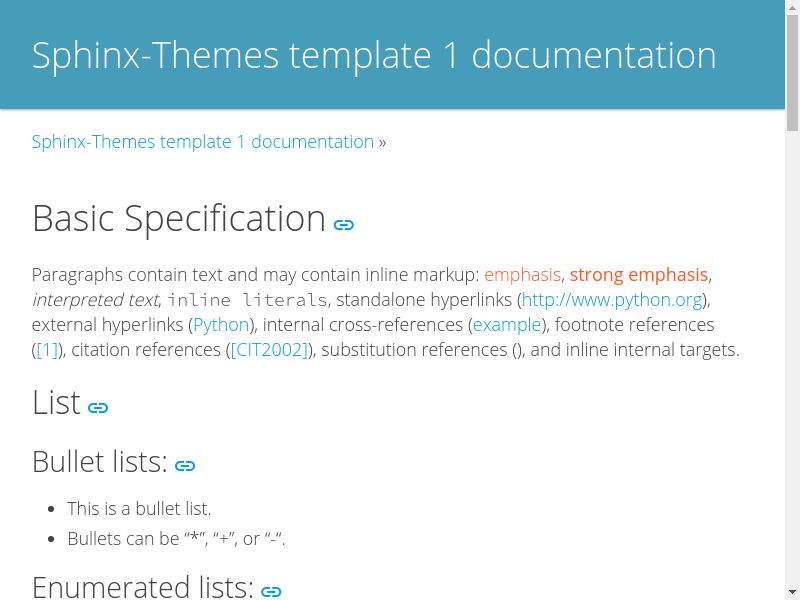 Sphinx-Themes template 1 documentation
Sphinx-Themes template 1 documentation »
Basic Specification
Paragraphs contain text and may contain inline markup: emphasis, strong emphasis,
interpreted text, inline literals, standalone hyperlinks (http://www.python.org),
external hyperlinks (Python), internal cross-references (example), footnote references
([1]), citation references ([CIT2002]), substitution references (), and inline internal targets.
List
Bullet lists:
• This is a bullet list.
• Bullets can be “*”, “+”, or “-“.
Enumerated lists: